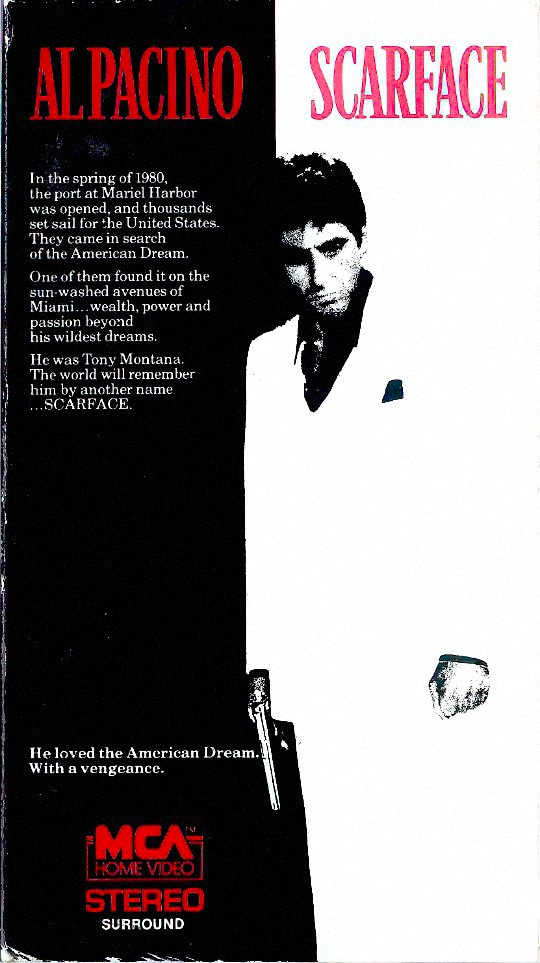 AL PACINO
SCARFACE
In the spring of 1980,
the port at Mariel Harbor
was opened, and thousands
set sail for the United States.
They came in search
of the American Dream.
One of them found it on the
sun-washed avenues of
Miami...wealth, power and
passion beyond
his wildest dreams.
He was Tony Montana.
The world will remember
him by another name
...SCARFACE.
He loved the American Dream.
With a vengeance.
MCA TM
HOME VIDEO
STEREO
SURROUND